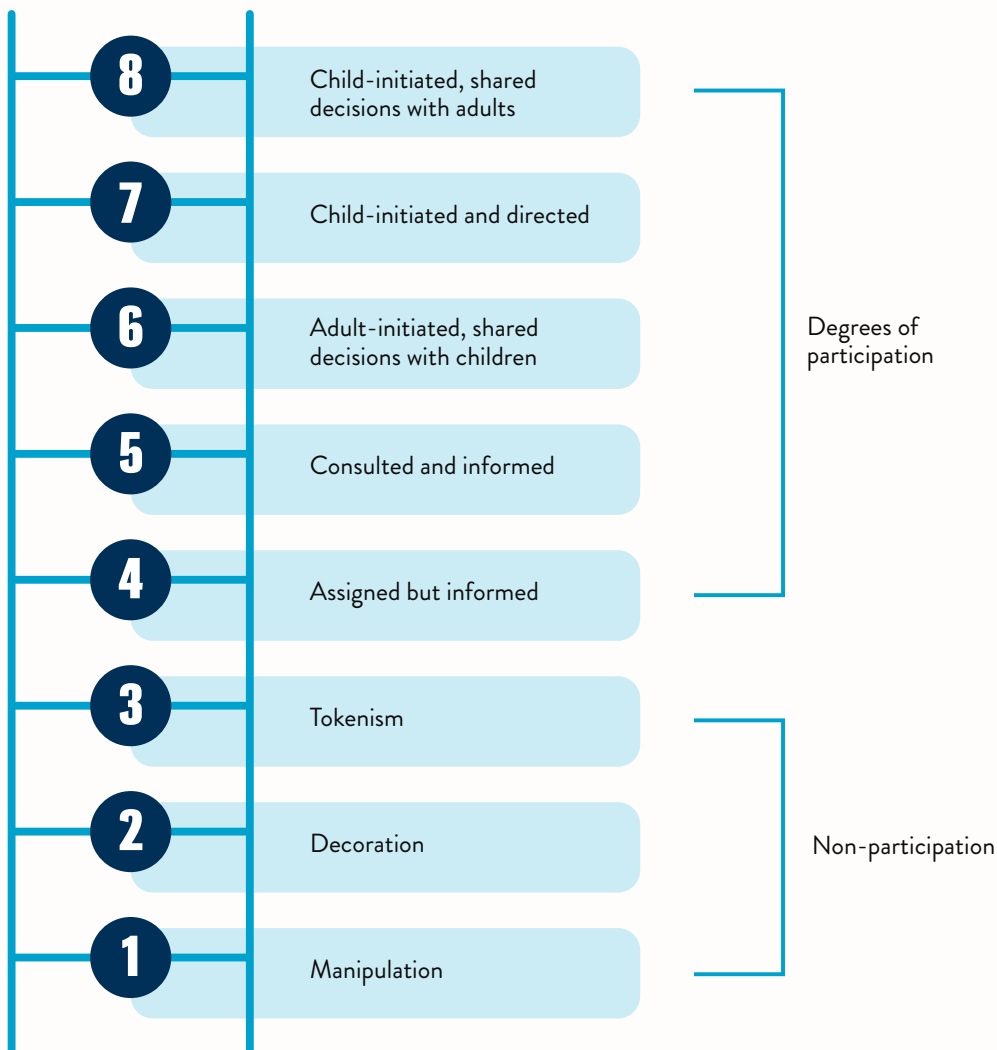 8
Child-initiated, shared
decisions with adults
7
Child-initiated and directed
6
Adult-initiated, shared
decisions with children
Degrees of
participation
5
Consulted and informed
4
Assigned but informed
3
Tokenism
2
Decoration
Non-participation
1
Manipulation